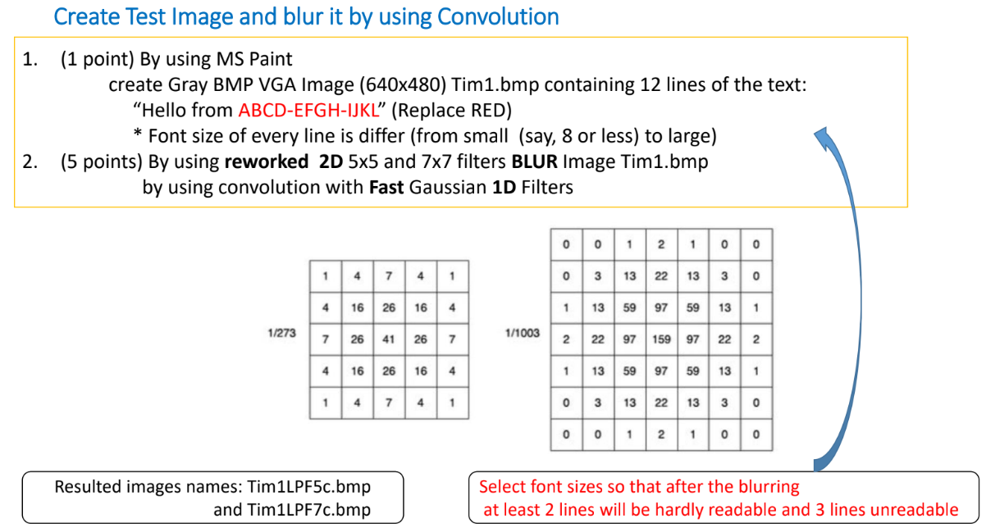 Create Test Image and blur it by using Convolution
1. (1 point) By using MS Paint
create Gray BMP VGA Image (640x480) Tim1.bmp containing 12 lines of the text:
“Hello from ABCD-EFGH-IJKL” (Replace RED)
* Font size of every line is differ (from small (say, 8 or less) to large)
2. (5 points) By using reworked 2D 5x5 and 7x7 filters BLUR Image Tim1.bmp
by using convolution with Fast Gaussian 1D Filters
1/273
1 4 7 4 1
4 16 26 16 4
7 26 41 26 7
4 16 26 16 4
1 4 7 4 1
1/1003
0 0 1 2 1 0 0
0 3 13 22 13 3 0
1 13 59 97 59 13 1
2 22 97 159 97 22 2
1 13 59 97 59 13 1
0 3 13 22 13 3 0
0 0 1 2 1 0 0
Resulted images names: Tim1LPF5c.bmp
and Tim1LPF7c.bmp
Select font sizes so that after the blurring
at least 2 lines will be hardly readable and 3 lines unreadable